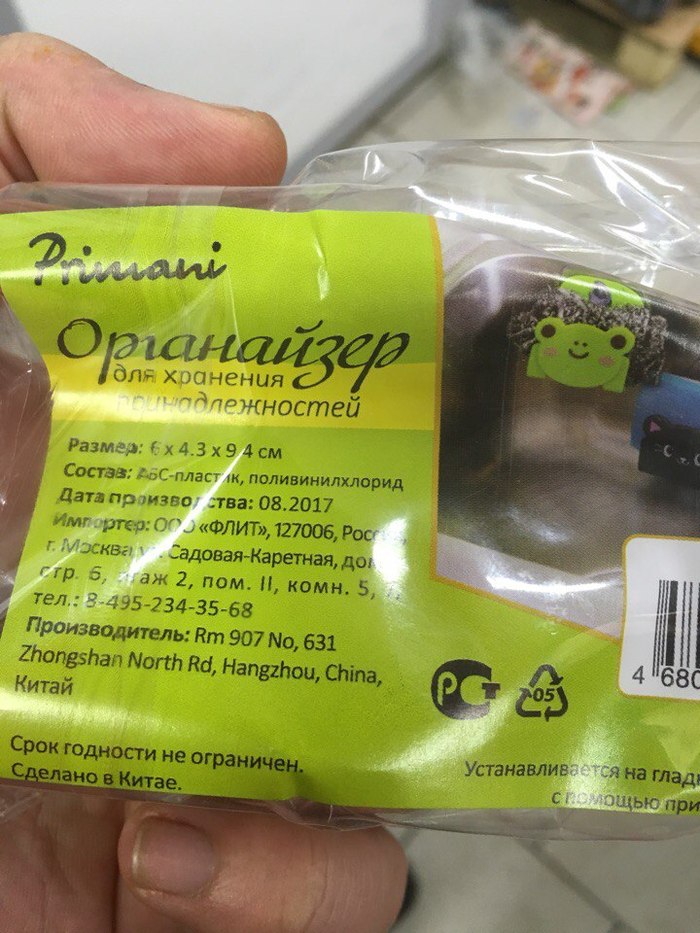 Primani
Органайзер
для хранения
принадлежностей
Размер: 6 х 4.3 х 9.4 см
Состав: АБС-пластик, поливинилхлорид
Дата производства: 08.2017
Импортер: ООО «ФЛИТ», 127006,
г. Москва, Садовая-Каретная,
стр. 6, этаж 2, пом. II, комн. 5,
тел.: 8-495-234-35-68
Производитель: Rm 907 No, 631
Zhongshan North Rd, Hangzhou, China,
Китай
РСТ
05
4 680
Срок годности не ограничен.
Сделано в Китае.
Устанавливается на
с помощью